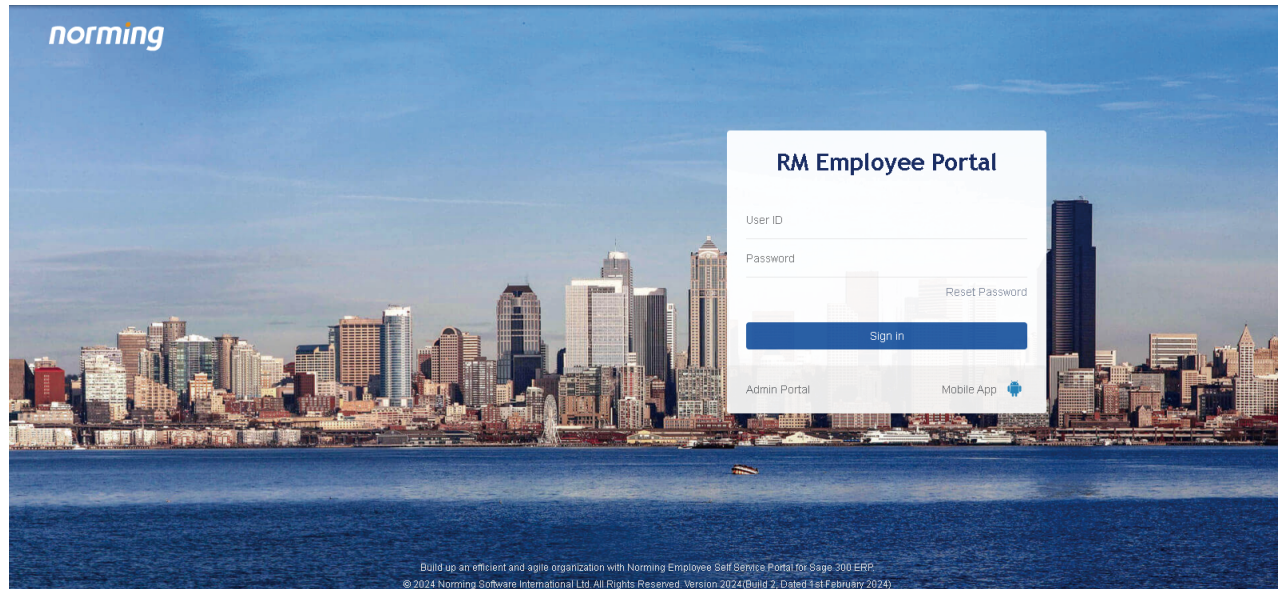 norming
RM Employee Portal
User ID
Password
Reset Password
Sign in
Admin Portal Mobile App
Build up an efficient and agile organization with Norming Employee Self Service Portal for Sage 300 ERP.
© 2024 Norming Software International Ltd. All Rights Reserved. Version 2024(Build 2, Dated 1st February 2024)